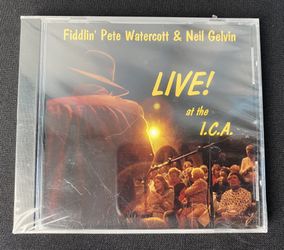 Fiddlin' Pete Watercott & Neil Gelvin
LIVE!
at the
I.C.A.